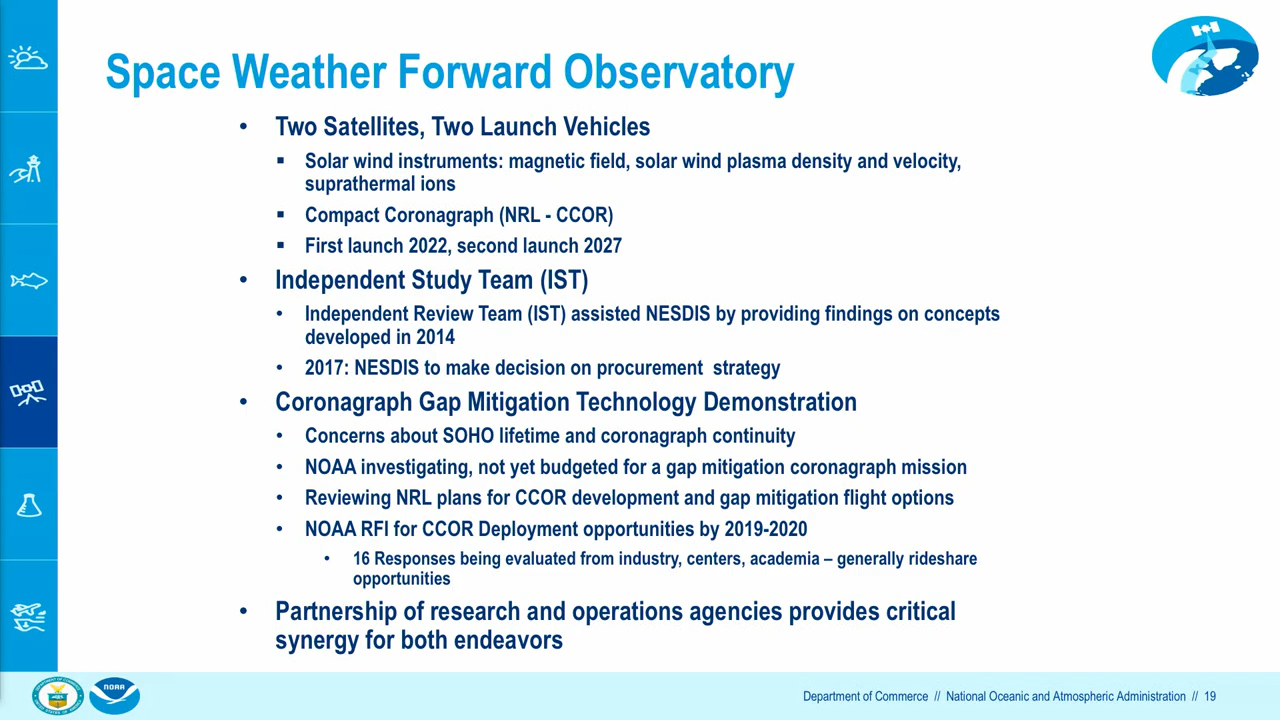 Space Weather Forward Observatory
• Two Satellites, Two Launch Vehicles
▪ Solar wind instruments: magnetic field, solar wind plasma density and velocity,
suprathermal ions
▪ Compact Coronagraph (NRL - CCOR)
▪ First launch 2022, second launch 2027
• Independent Study Team (IST)
• Independent Review Team (IST) assisted NESDIS by providing findings on concepts
developed in 2014
• 2017: NESDIS to make decision on procurement  strategy
• Coronagraph Gap Mitigation Technology Demonstration
• Concerns about SOHO lifetime and coronagraph continuity
• NOAA investigating, not yet budgeted for a gap mitigation coronagraph mission
• Reviewing NRL plans for CCOR development and gap mitigation flight options
• NOAA RFI for CCOR Deployment opportunities by 2019-2020
• 16 Responses being evaluated from industry, centers, academia – generally rideshare
opportunities
• Partnership of research and operations agencies provides critical
synergy for both endeavors
NOAA
Department of Commerce // National Oceanic and Atmospheric Administration // 19